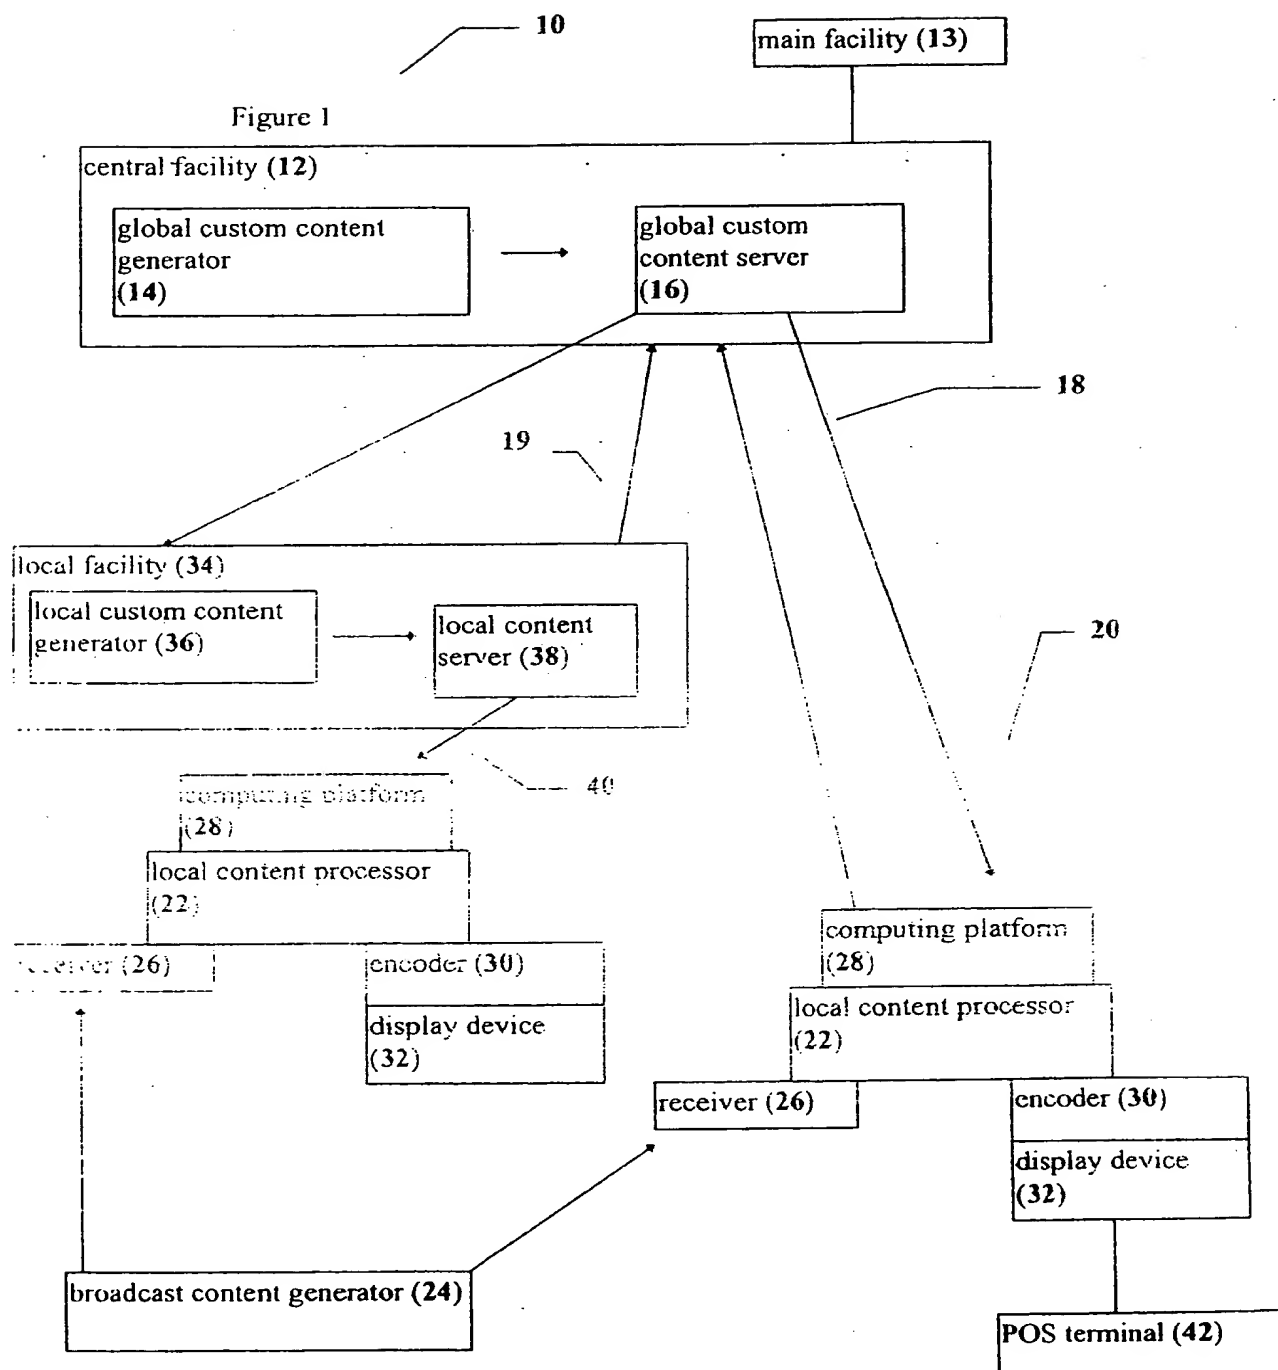 10
main facility (13)
Figure 1
central facility (12)
global custom content
generator
(14)
global custom
content server
(16)
18
19
local facility (34)
local custom content
generator (36)
local content
server (38)
20
40
computing platform
(28)
local content processor
(22)
receiver (26)
encoder (30)
display device
(32)
computing platform
(28)
local content processor
(22)
receiver (26)
encoder (30)
display device
(32)
broadcast content generator (24)
POS terminal (42)